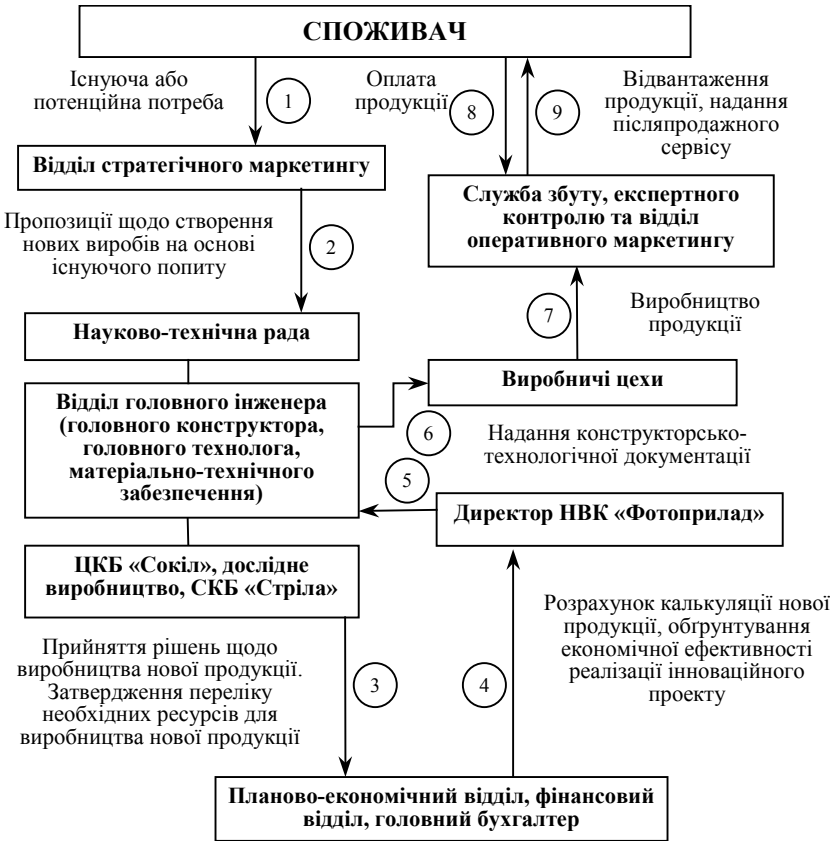 СПОЖИВАЧ
Існуюча або
потенційна потреба
1
Оплата
продукції
8
9
Відвантаження
продукції, надання
післяпродажного
сервісу
Відділ стратегічного маркетингу
Служба збуту, експертного
контролю та відділ
оперативного маркетингу
Пропозиції щодо створення
нових виробів на основі
існуючого попиту
2
7
Виробництво
продукції
Науково-технічна рада
Виробничі цехи
Відділ головного інженера
(головного конструктора,
головного технолога,
матеріально-технічного
забезпечення)
6
Надання конструкторсько-
технологічної документації
5
Директор НВК «Фотоприлад»
ЦКБ «Сокіл», дослідне
виробництво, СКБ «Стріла»
Прийняття рішень щодо
виробництва нової продукції.
Затвердження переліку
необхідних ресурсів для
виробництва нової продукції
3
4
Розрахунок калькуляції нової
продукції, обґрунтування
економічної ефективності
реалізації інноваційного
проекту
Планово-економічний відділ, фінансовий
відділ, головний бухгалтер